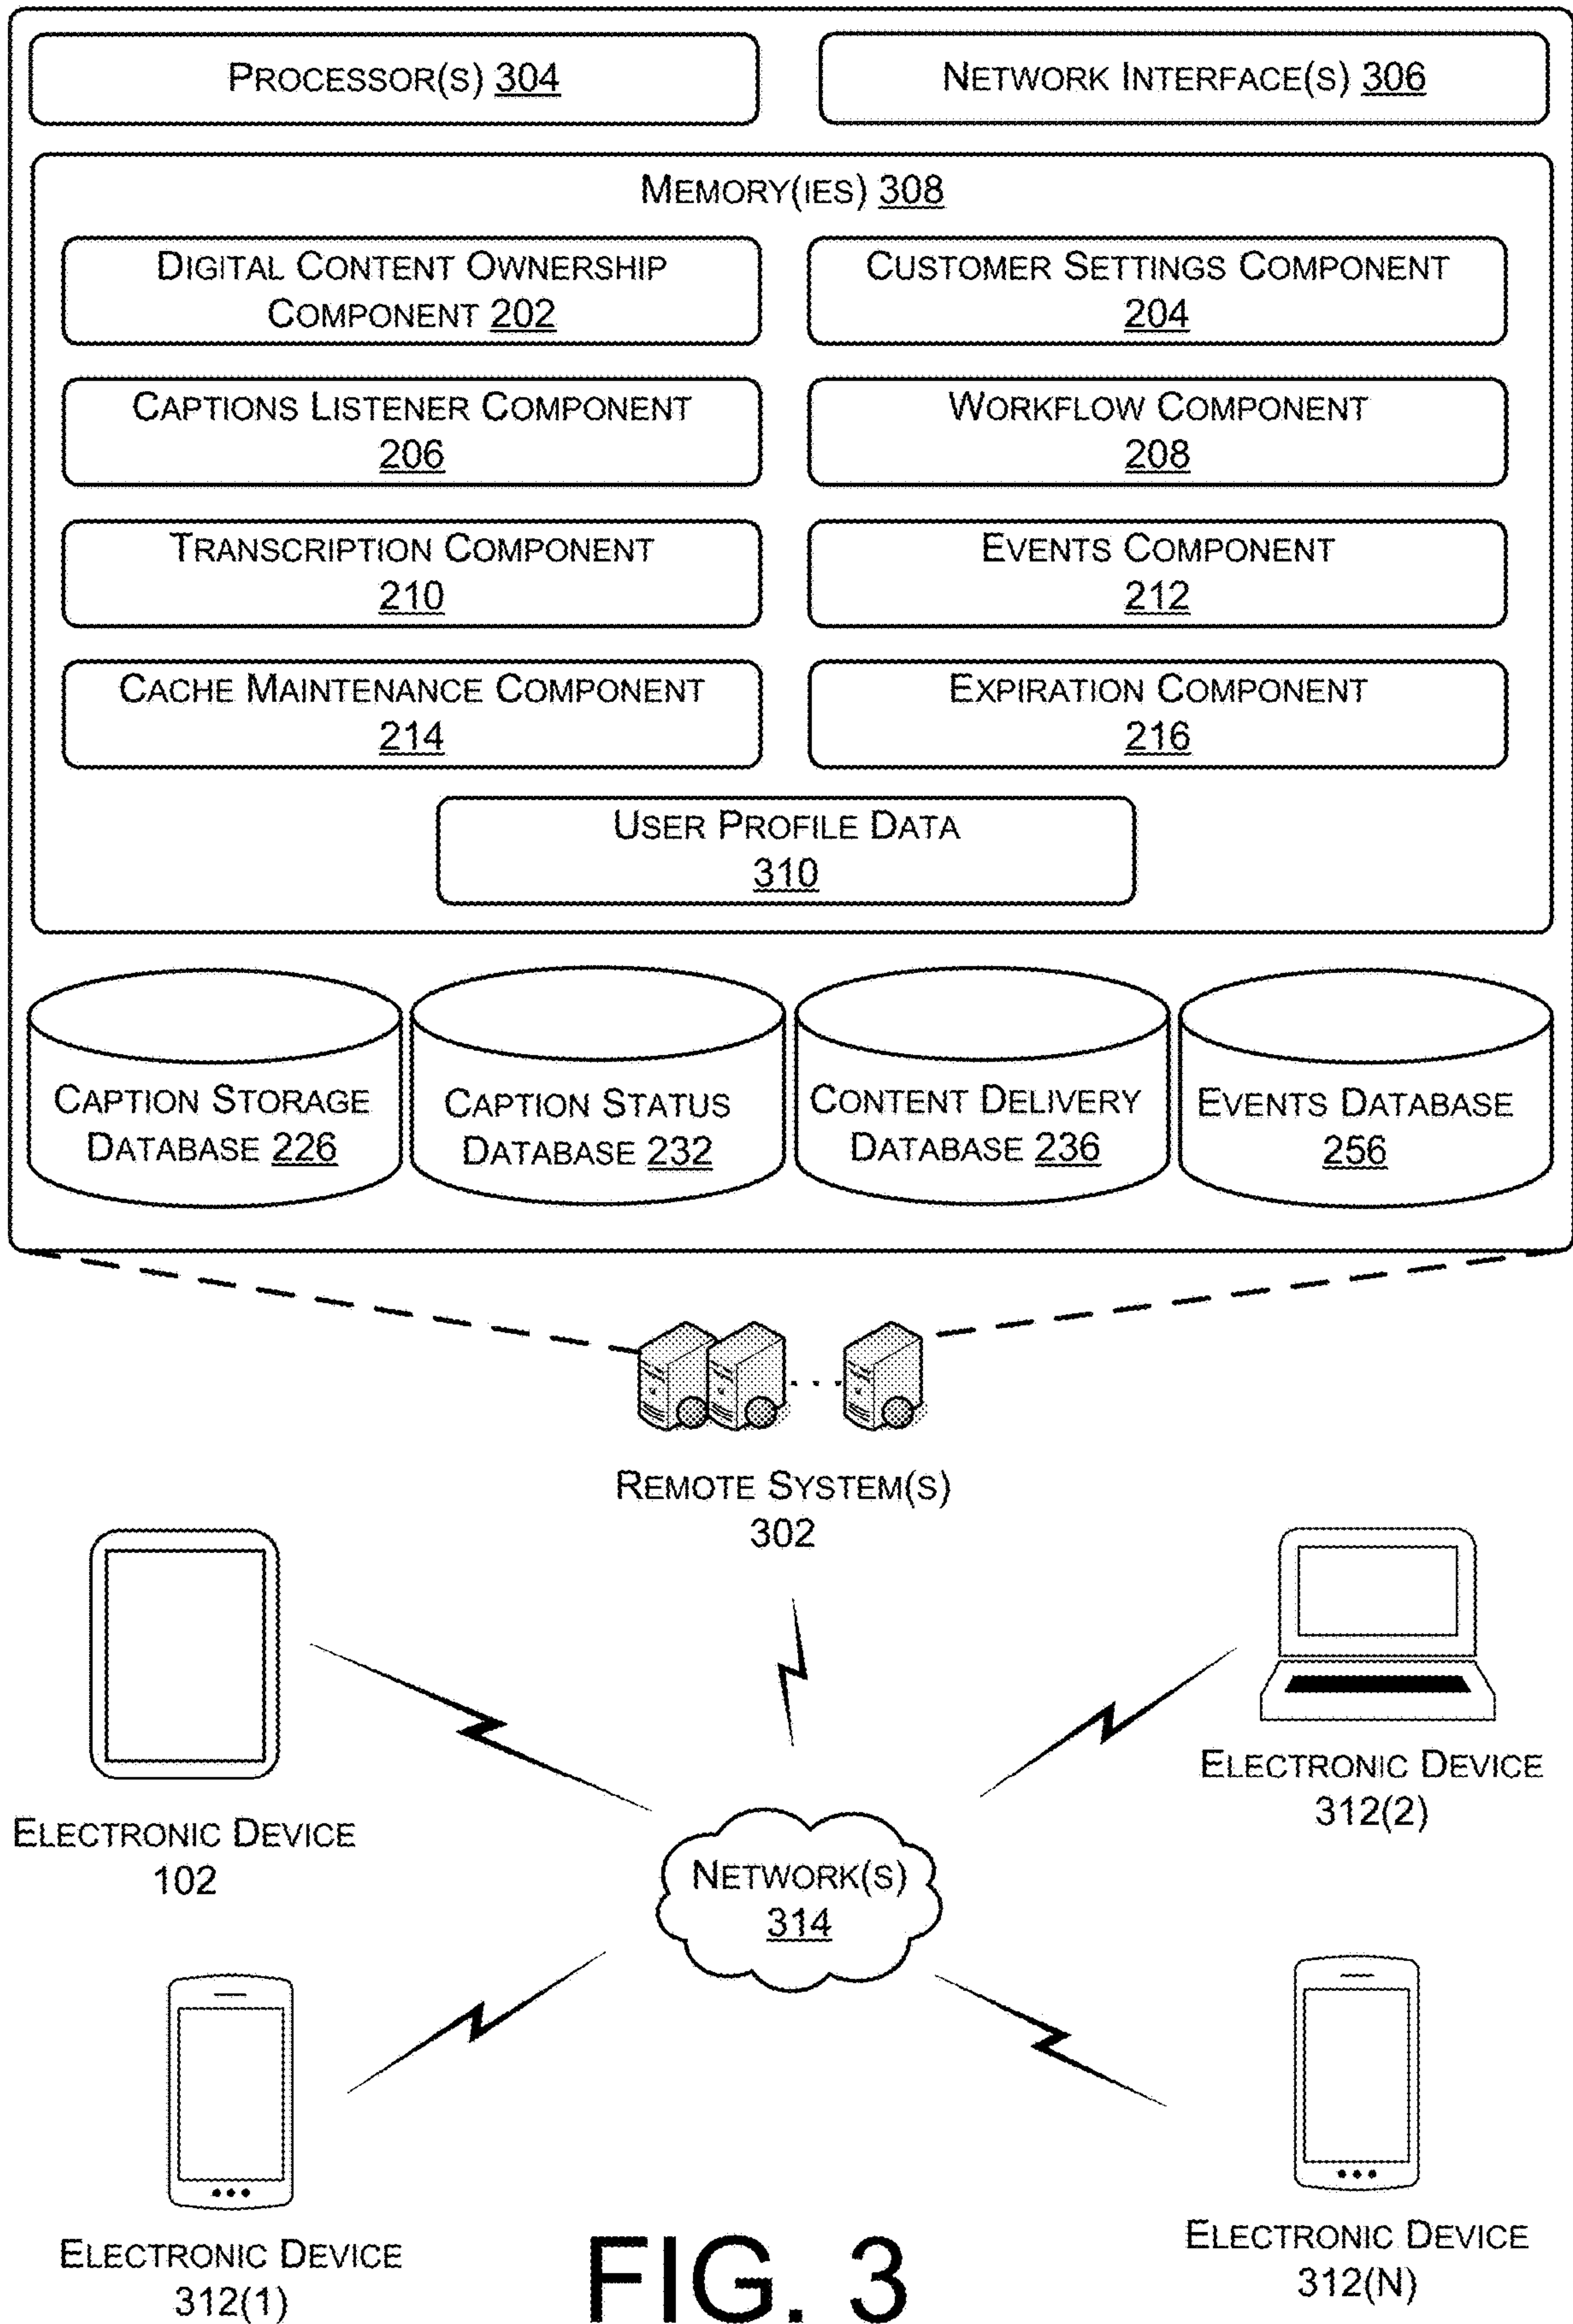 PROCESSOR(S) 304
NETWORK INTERFACE(S) 306
MEMORY(IES) 308
DIGITAL CONTENT OWNERSHIP
COMPONENT 202
CUSTOMER SETTINGS COMPONENT
204
CAPTIONS LISTENER COMPONENT
206
WORKFLOW COMPONENT
208
TRANSCRIPTION COMPONENT
210
EVENTS COMPONENT
212
CACHE MAINTENANCE COMPONENT
214
EXPIRATION COMPONENT
216
USER PROFILE DATA
310
CAPTION STORAGE
DATABASE 226
CAPTION STATUS
DATABASE 232
CONTENT DELIVERY
DATABASE 236
EVENTS DATABASE
256
REMOTE SYSTEM(S)
302
ELECTRONIC DEVICE
102
ELECTRONIC DEVICE
312(2)
NETWORK(S)
314
ELECTRONIC DEVICE
312(1)
ELECTRONIC DEVICE
312(N)
FIG. 3